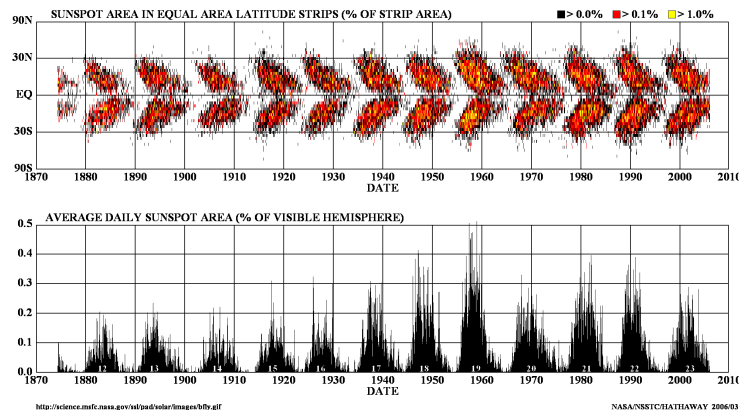 SUNSPOT AREA IN EQUAL AREA LATITUDE STRIPS (% OF STRIP AREA) > 0.0% > 0.1% > 1.0%
90N
30N
EQ
30S
90S
1870 1880 1890 1900 1910 1920 1930 1940 1950 1960 1970 1980 1990 2000 2010
DATE
AVERAGE DAILY SUNSPOT AREA (% OF VISIBLE HEMISPHERE)
0.5
0.4
0.3
0.2
0.1
0.0
12 13 14 15 16 17 18 19 20 21 22 23
1870 1880 1890 1900 1910 1920 1930 1940 1950 1960 1970 1980 1990 2000 2010
DATE
http://science.msfc.nasa.gov/ssl/pad/solar/images/bfly.gif NASA/NSSTC/HATHAWAY 2006/03